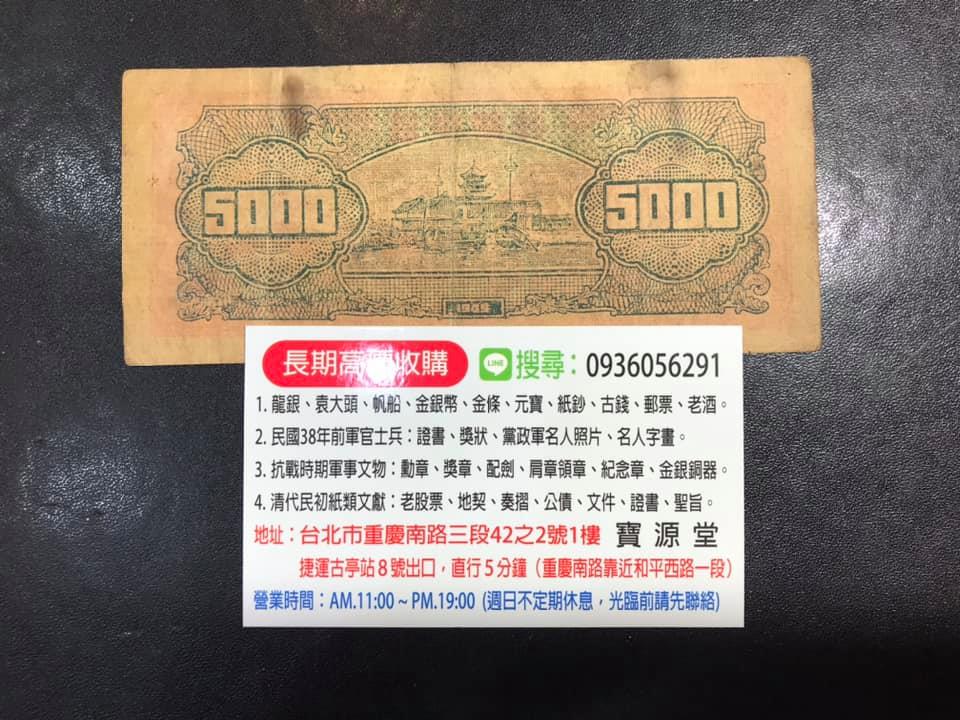 5000
5000
長期高價收購
LINE 搜尋：0936056291
1. 龍銀、袁大頭、帆船、金銀幣、金條、元寶、紙鈔、古錢、郵票、老酒。
2. 民國38年前軍官士兵：證書、獎狀、黨政軍名人照片、名人字畫。
3. 抗戰時期軍事文物：勳章、獎章、配劍、肩章領章、紀念章、金銀銅器。
4. 清代民初紙類文獻：老股票、地契、奏摺、公債、文件、證書、聖旨。
地址：台北市重慶南路三段42之2號1樓 寶源堂
捷運古亭站8號出口，直行5分鐘（重慶南路靠近和平西路一段）
營業時間：AM.11:00 ~ PM.19:00 (週日不定期休息，光臨前請先聯絡)